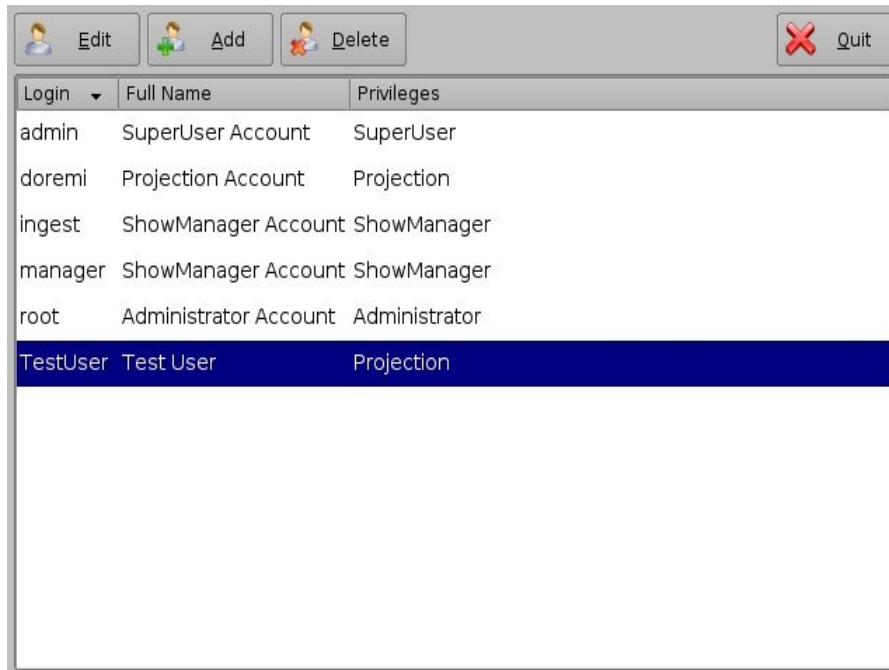 Edit Add Delete Quit
Login Full Name Privileges
admin SuperUser Account SuperUser
doremi Projection Account Projection
ingest ShowManager Account ShowManager
manager ShowManager Account ShowManager
root Administrator Account Administrator
TestUser Test User Projection